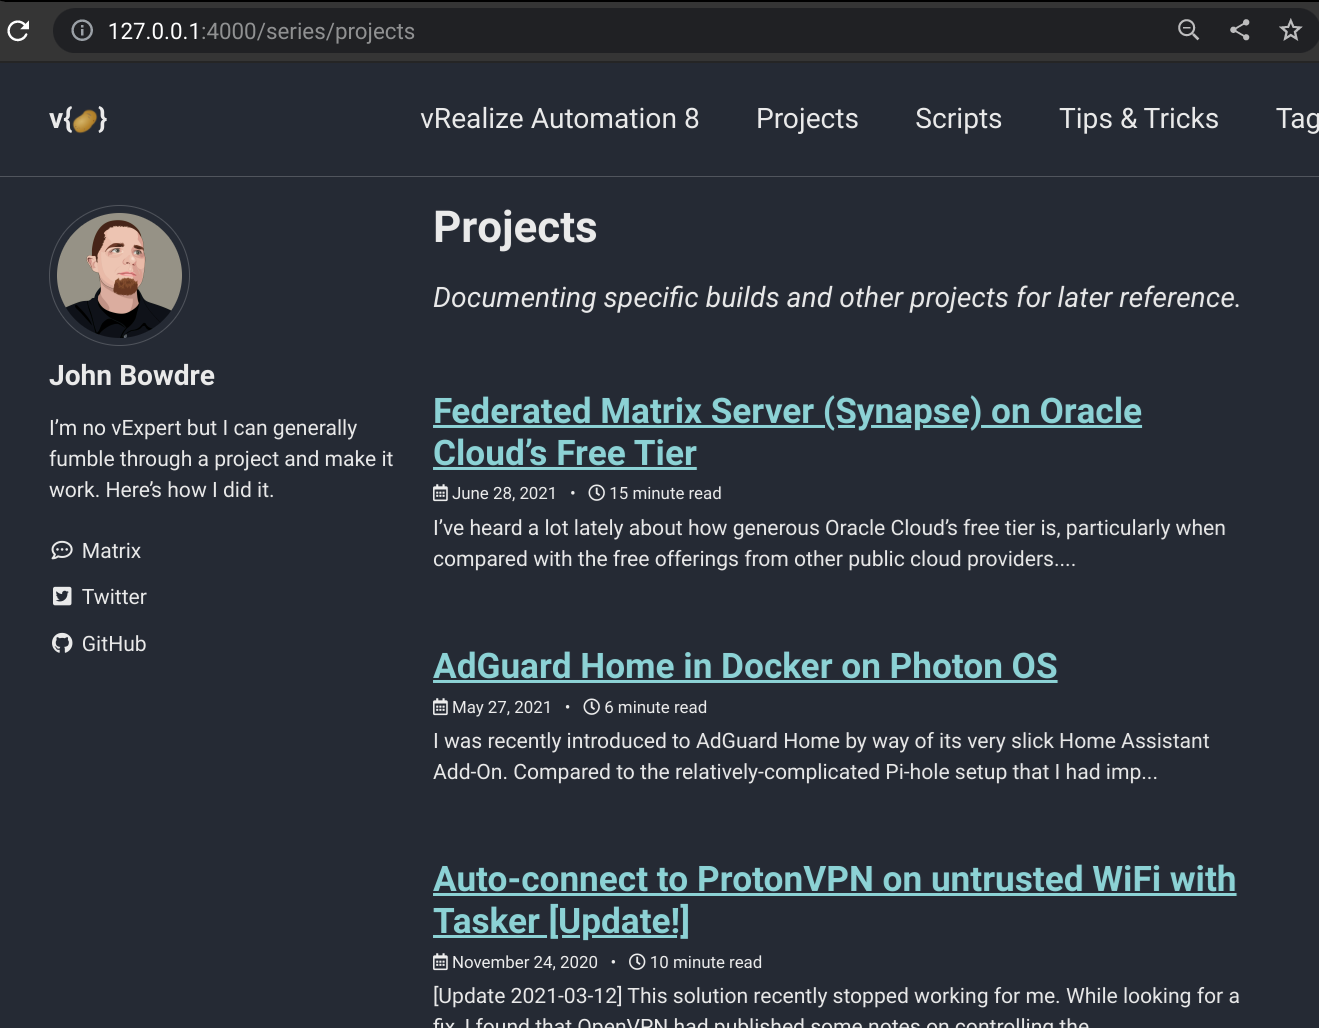 127.0.0.1:4000/series/projects
v{🥔}
vRealize Automation 8 Projects Scripts Tips & Tricks Tag
John Bowdre
I'm no vExpert but I can generally
fumble through a project and make it
work. Here's how I did it.
Matrix
Twitter
GitHub
Projects
Documenting specific builds and other projects for later reference.
Federated Matrix Server (Synapse) on Oracle
Cloud's Free Tier
June 28, 2021 • 15 minute read
I've heard a lot lately about how generous Oracle Cloud's free tier is, particularly when
compared with the free offerings from other public cloud providers....
AdGuard Home in Docker on Photon OS
May 27, 2021 • 6 minute read
I was recently introduced to AdGuard Home by way of its very slick Home Assistant
Add-On. Compared to the relatively-complicated Pi-hole setup that I had imp...
Auto-connect to ProtonVPN on untrusted WiFi with
Tasker [Update!]
November 24, 2020 • 10 minute read
[Update 2021-03-12] This solution recently stopped working for me. While looking for a
fix, I found that OpenVPN had published some notes on controlling the